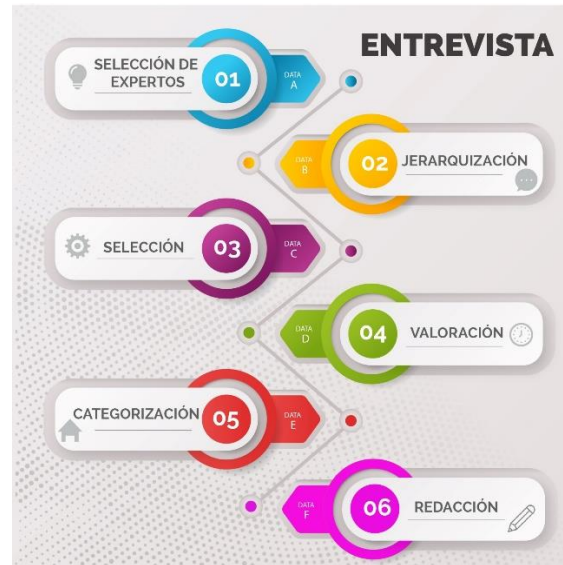 ENTREVISTA
SELECCIÓN DE
EXPERTOS
01
DATA
A
DATA
B
02
JERARQUIZACIÓN
SELECCIÓN
03
DATA
C
DATA
D
04
VALORACIÓN
CATEGORIZACIÓN
05
DATA
E
DATA
F
06
REDACCIÓN